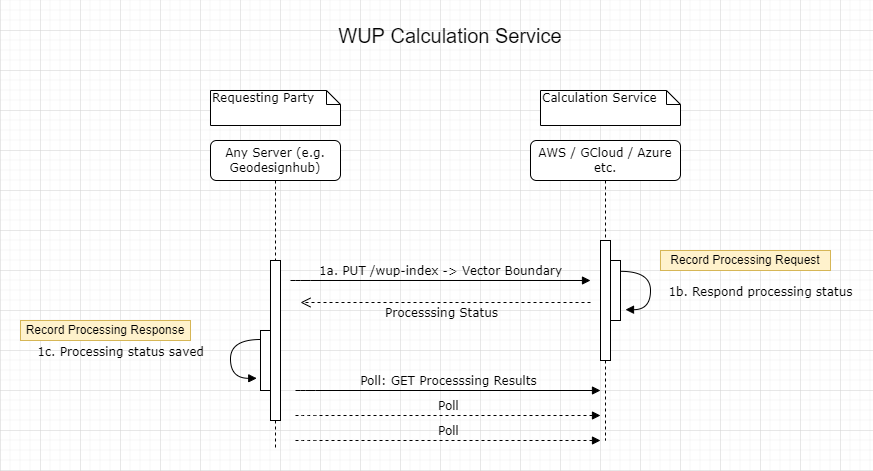 WUP Calculation Service
Requesting Party
Calculation Service
Any Server (e.g.
Geodesignhub)
AWS / GCloud / Azure
etc.
Record Processing Request
1a. PUT /wup-index -> Vector Boundary
1b. Respond processing status
Processsing Status
Record Processing Response
1c. Processing status saved
Poll: GET Processsing Results
Poll
Poll